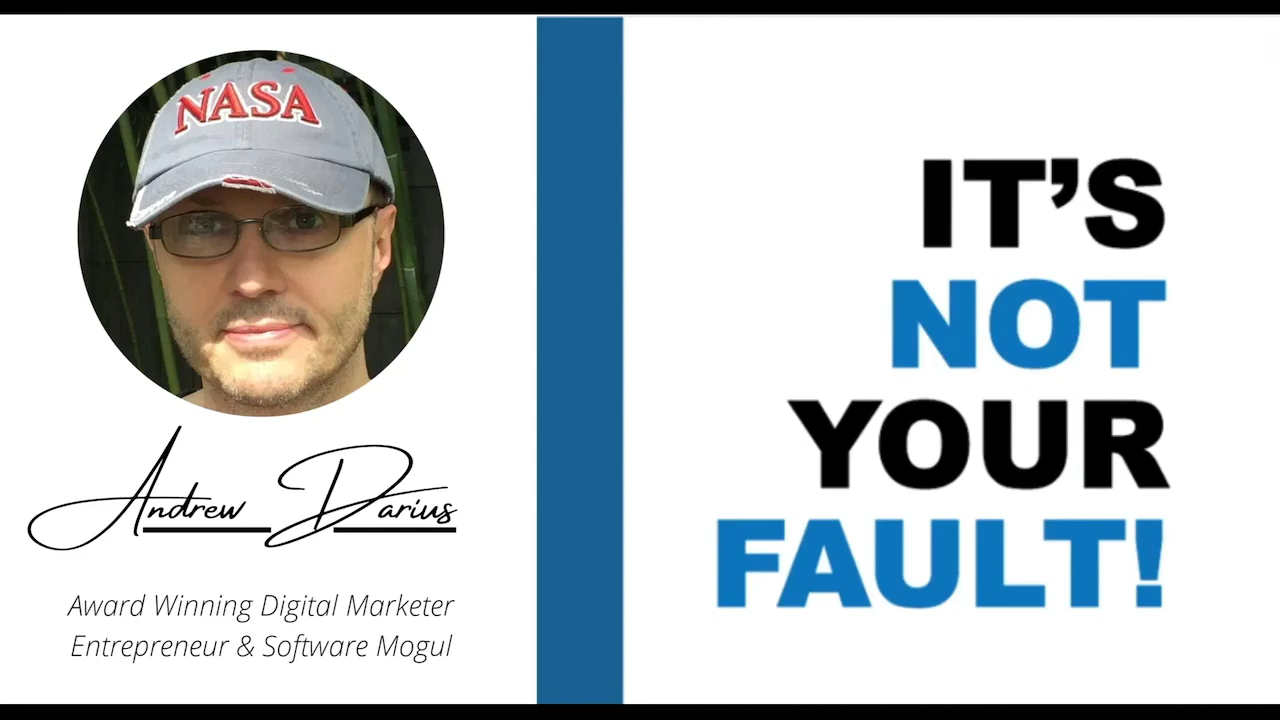 NASA
Andrew Darius
Award Winning Digital Marketer
Entrepreneur & Software Mogul
IT’S
NOT
YOUR
FAULT!